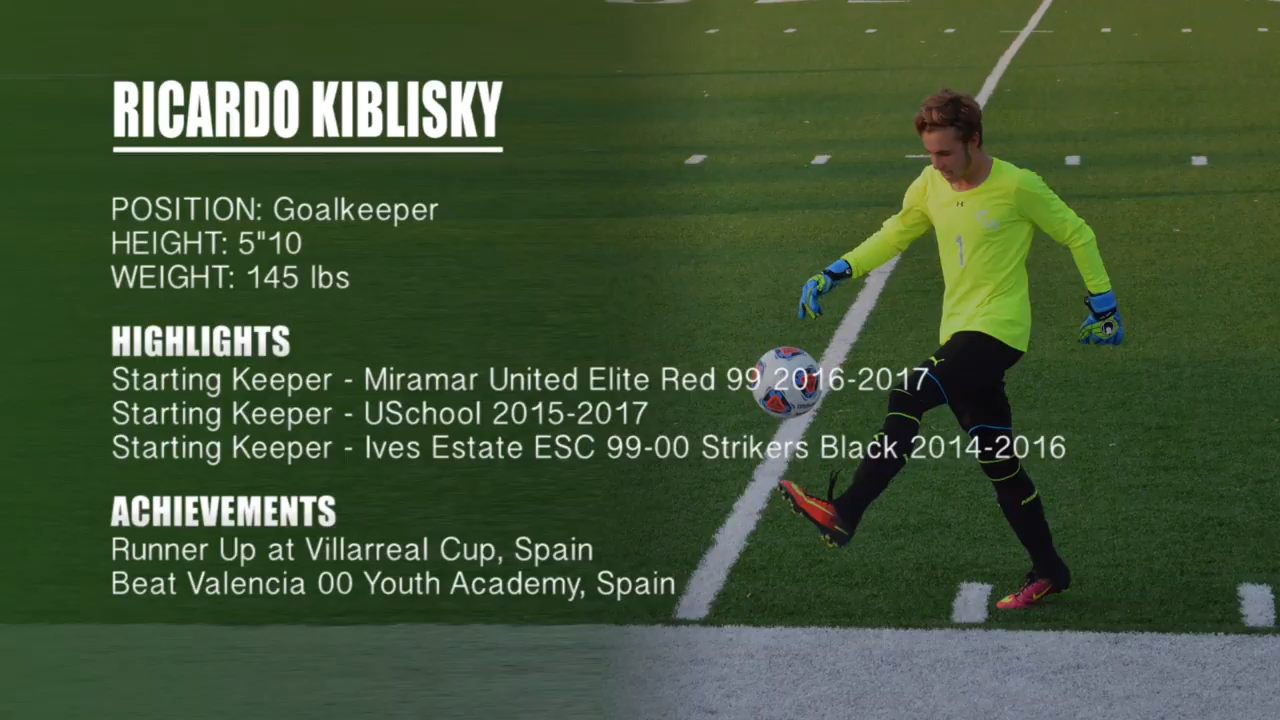 RICARDO KIBLISKY
POSITION: Goalkeeper
HEIGHT: 5"10
WEIGHT: 145 lbs
HIGHLIGHTS
Starting Keeper - Miramar United Elite Red 99 2016-2017
Starting Keeper - USchool 2015-2017
Starting Keeper - Ives Estate ESC 99-00 Strikers Black 2014-2016
ACHIEVEMENTS
Runner Up at Villarreal Cup, Spain
Beat Valencia 00 Youth Academy, Spain
1